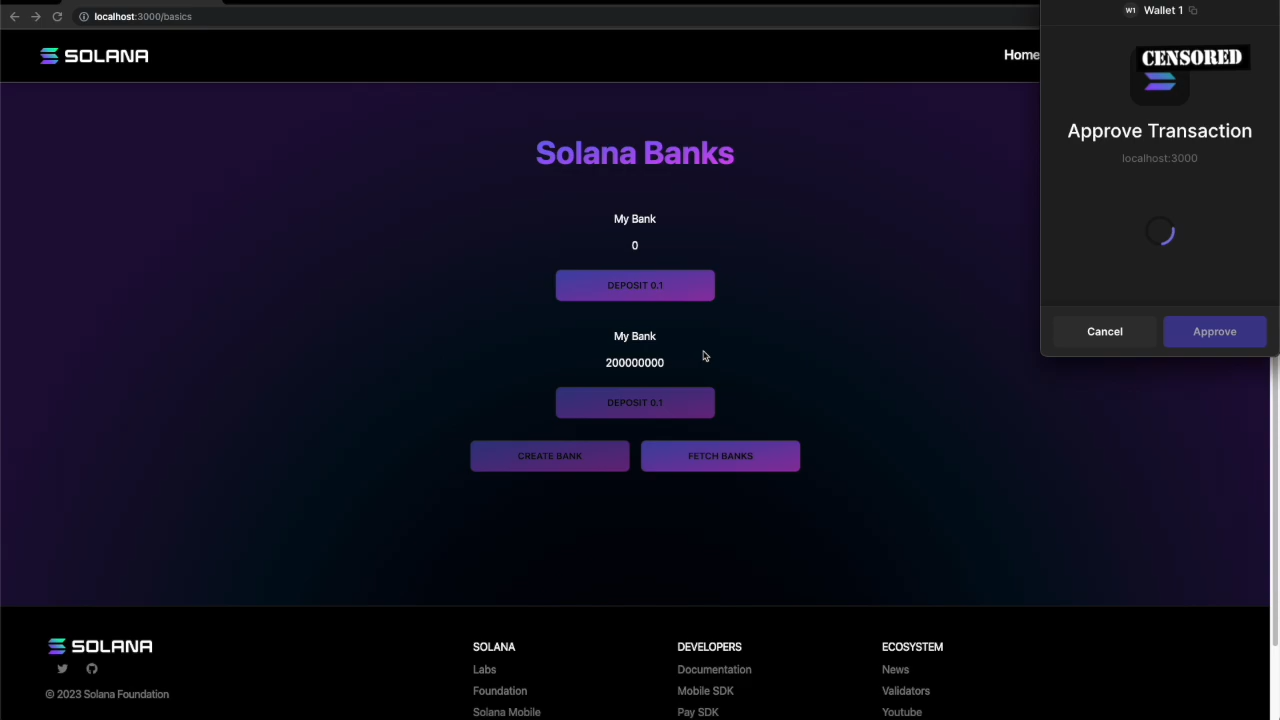 localhost:3000/basics
SOLANA
Home
Solana Banks
My Bank
0
DEPOSIT 0.1
My Bank
200000000
DEPOSIT 0.1
CREATE BANK
FETCH BANKS
W1 Wallet 1
CENSORED
Approve Transaction
localhost:3000
Cancel
Approve
SOLANA
© 2023 Solana Foundation
SOLANA
Labs
Foundation
Solana Mobile
DEVELOPERS
Documentation
Mobile SDK
Pay SDK
ECOSYSTEM
News
Validators
Youtube